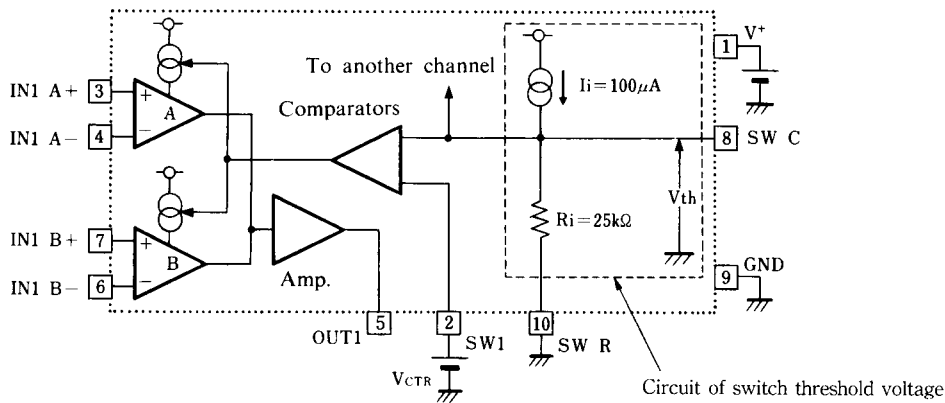 IN1 A+ 3
IN1 A- 4
+
−
A
To another channel
Comparators
Ii=100μA
1 V+
8 SW C
Vth
IN1 B+ 7
IN1 B- 6
+
−
B
Amp.
Ri=25kΩ
9 GND
OUT1 5
2 SW1
10 SW R
VCTR
Circuit of switch threshold voltage